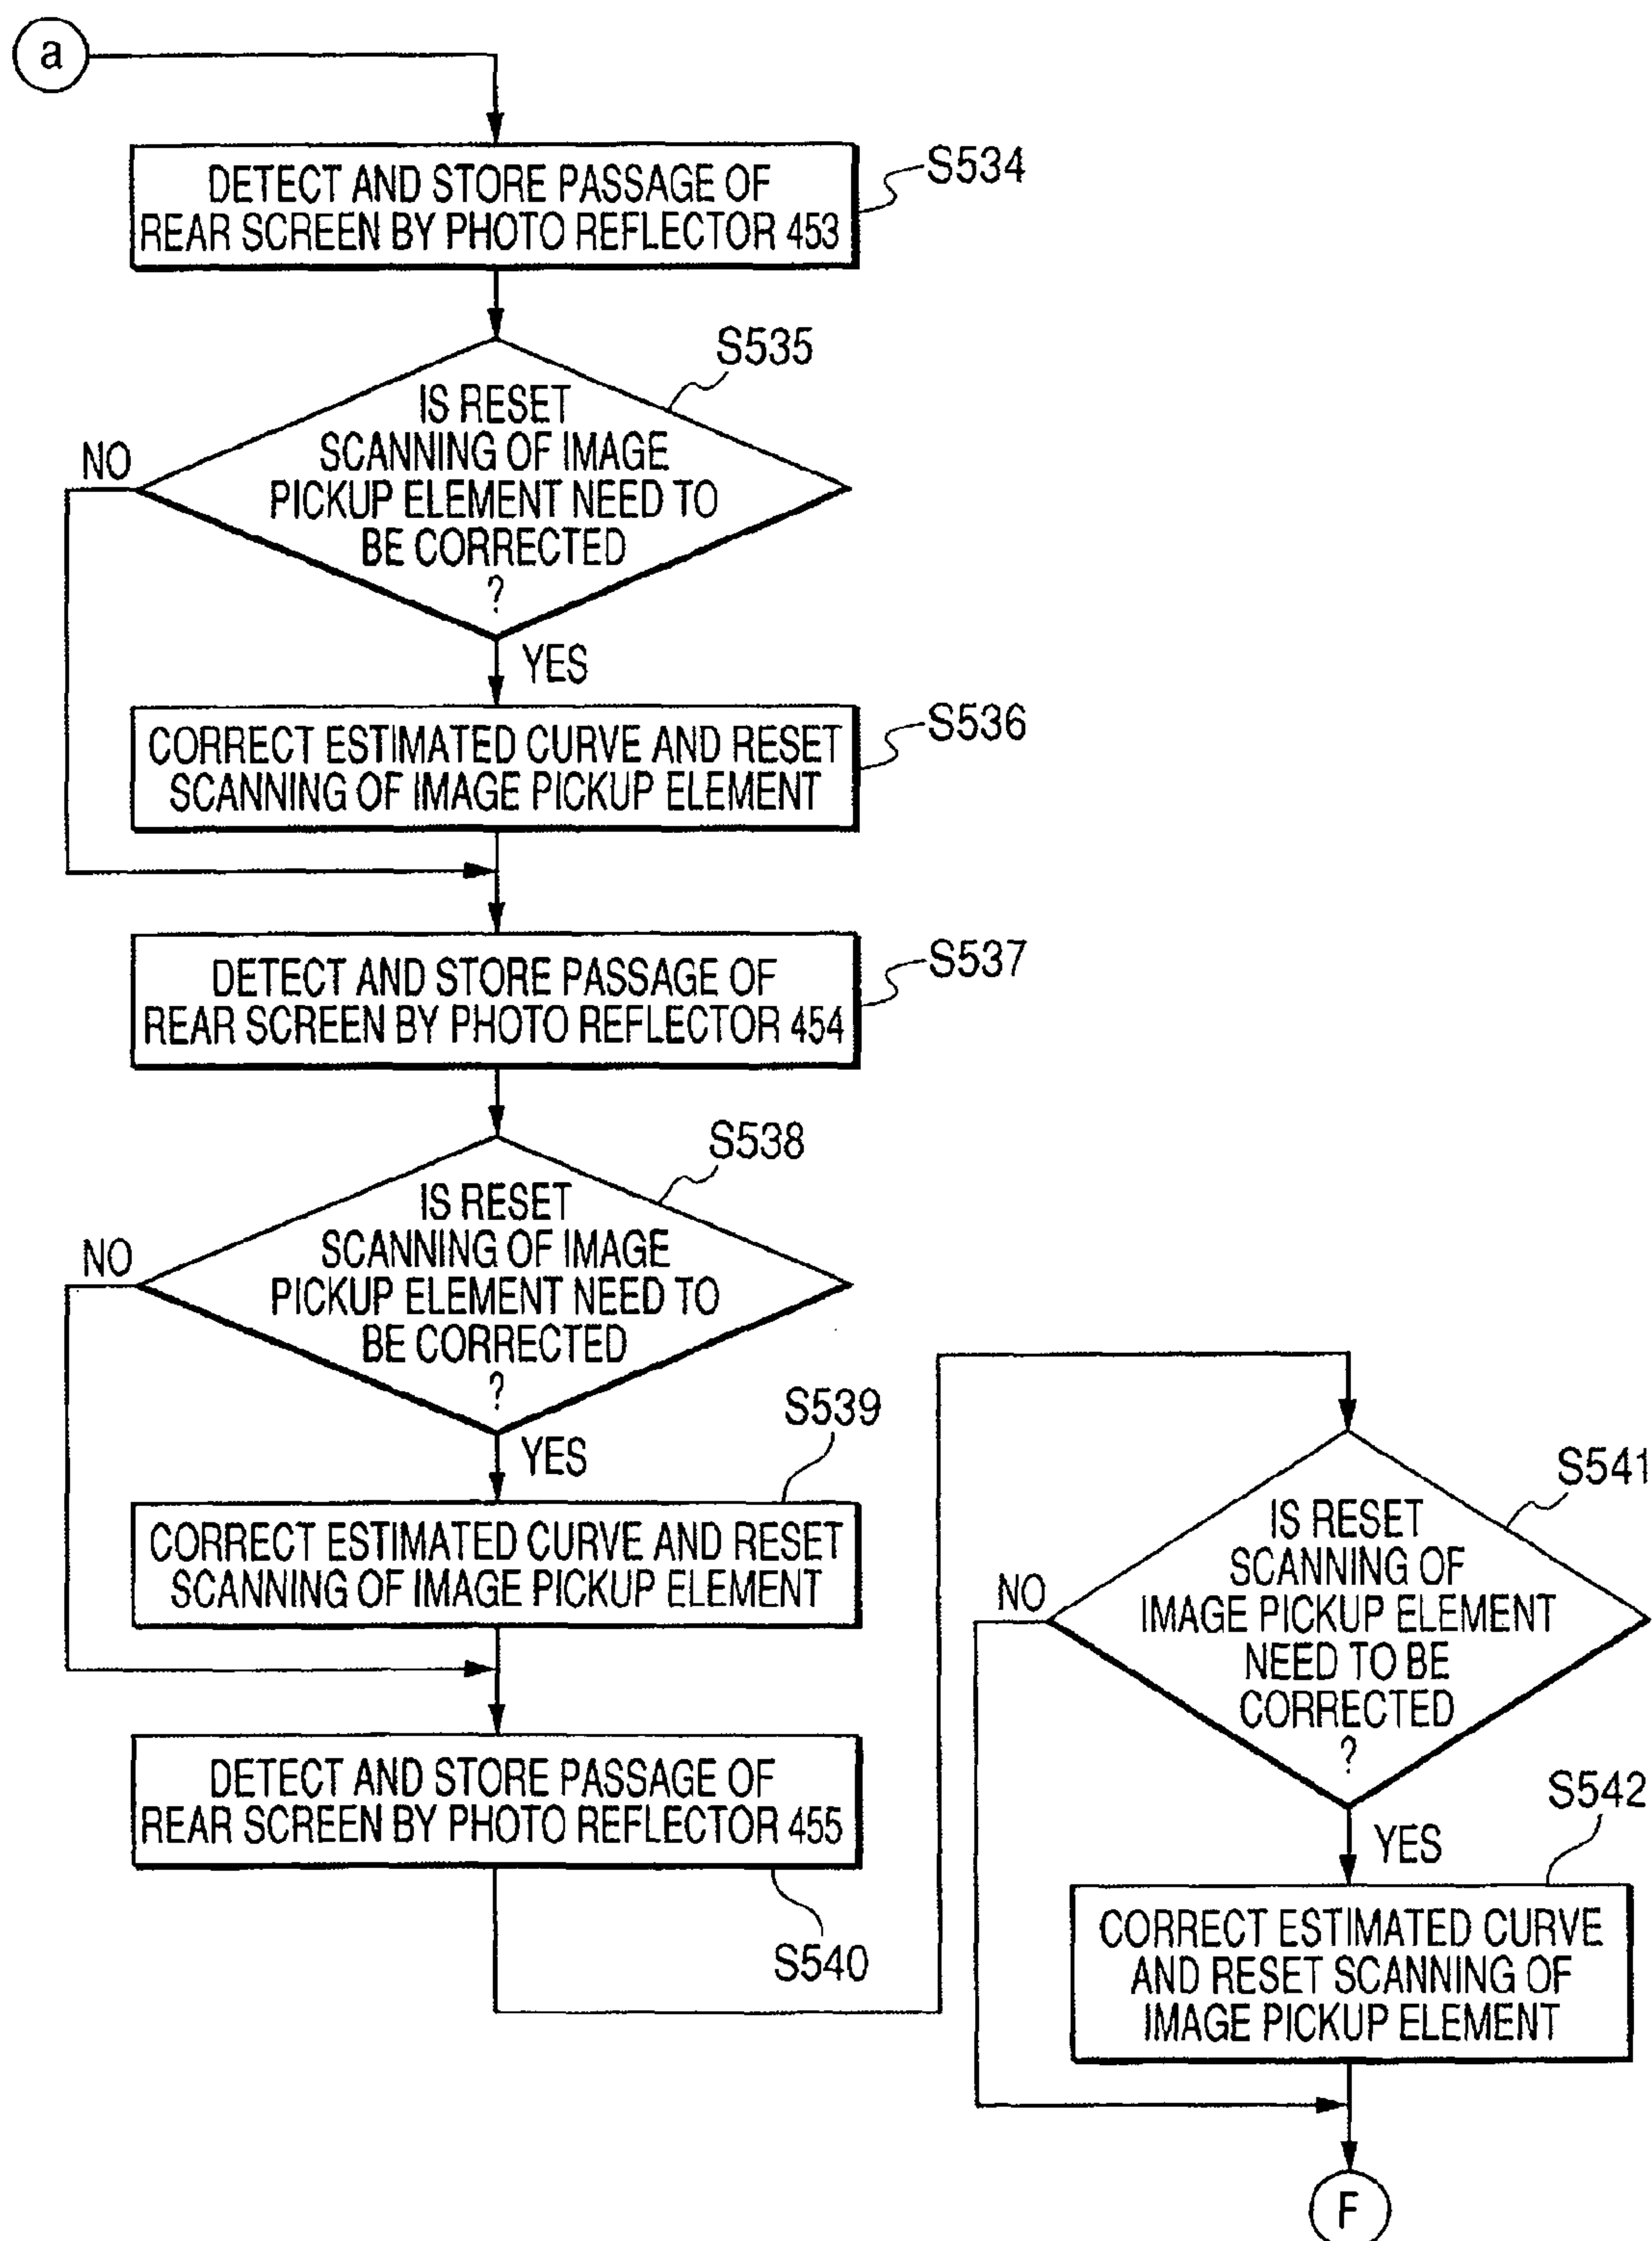 a
DETECT AND STORE PASSAGE OF
REAR SCREEN BY PHOTO REFLECTOR 453
S534
S535
IS RESET
SCANNING OF IMAGE
PICKUP ELEMENT NEED TO
BE CORRECTED
?
NO
YES
CORRECT ESTIMATED CURVE AND RESET
SCANNING OF IMAGE PICKUP ELEMENT
S536
DETECT AND STORE PASSAGE OF
REAR SCREEN BY PHOTO REFLECTOR 454
S537
S538
IS RESET
SCANNING OF IMAGE
PICKUP ELEMENT NEED TO
BE CORRECTED
?
NO
YES
S539
CORRECT ESTIMATED CURVE AND RESET
SCANNING OF IMAGE PICKUP ELEMENT
DETECT AND STORE PASSAGE OF
REAR SCREEN BY PHOTO REFLECTOR 455
S540
S541
IS RESET
SCANNING OF
IMAGE PICKUP ELEMENT
NEED TO BE
CORRECTED
?
NO
YES
S542
CORRECT ESTIMATED CURVE
AND RESET SCANNING OF
IMAGE PICKUP ELEMENT
F